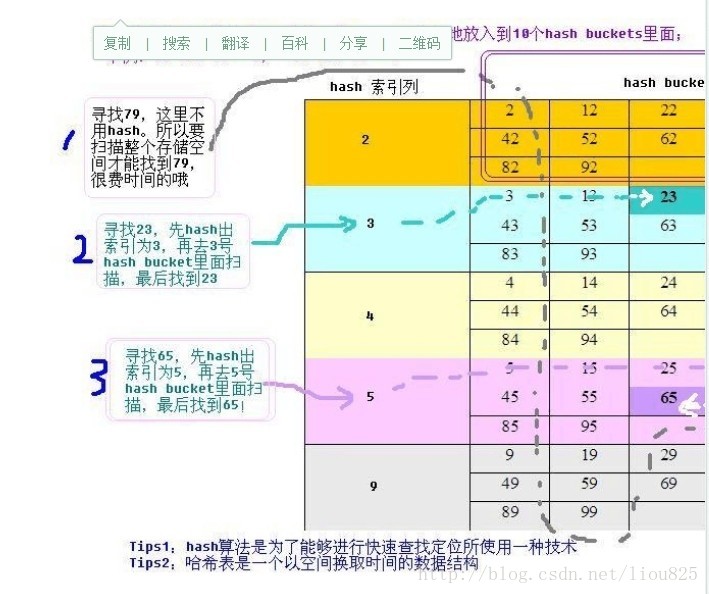 地放入到10个hash buckets里面;
复制 | 搜索 | 翻译 | 百科 | 分享 | 二维码
hash 索引列
hash bucke
1
寻找79, 这里不
用hash。所以要
扫描整个存储空
间才能找到79,
很费时间的哦
2
寻找23, 先hash出
索引为3, 再去3号
hash bucket里面扫
描, 最后找到23
3
寻找65, 先hash出
索引为5, 再去5号
hash bucket里面扫
描, 最后找到65
2
2 12 22
42 52 62
82 92
3
3 13 23
43 53 63
83 93
4
4 14 24
44 54 64
84 94
5
5 15 25
45 55 65
85 95
9
9 19 29
49 59 69
89 99
Tips1; hash算法是为了能够进行快速查找定位所使用一种技术
Tips2; 哈希表是一个以空间换取时间的数据结构
http://blog.csdn.net/liou825